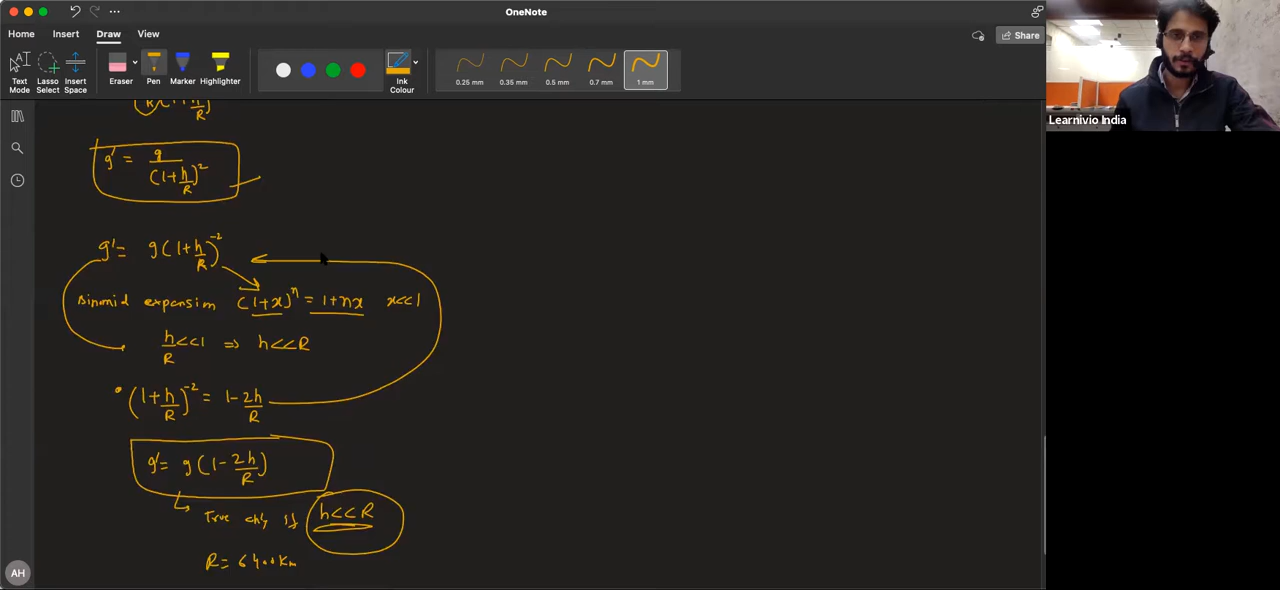 OneNote
Home Insert Draw View
Share
Text Mode
Lasso Select
Insert Space
Eraser
Pen
Marker
Highlighter
Ink Colour
0.25 mm
0.35 mm
0.5 mm
0.7 mm
1 mm
Learnivio India
g' = g / (1+h/R)²
g' = g(1+h/R)⁻²
Binomial expansion (1+x)ⁿ = 1+nx x<<1
h/R <<1 ⇒ h<<R
(1+h/R)⁻² = 1-2h/R
g' = g(1-2h/R)
True only if h<<R
R= 6400Km
AH